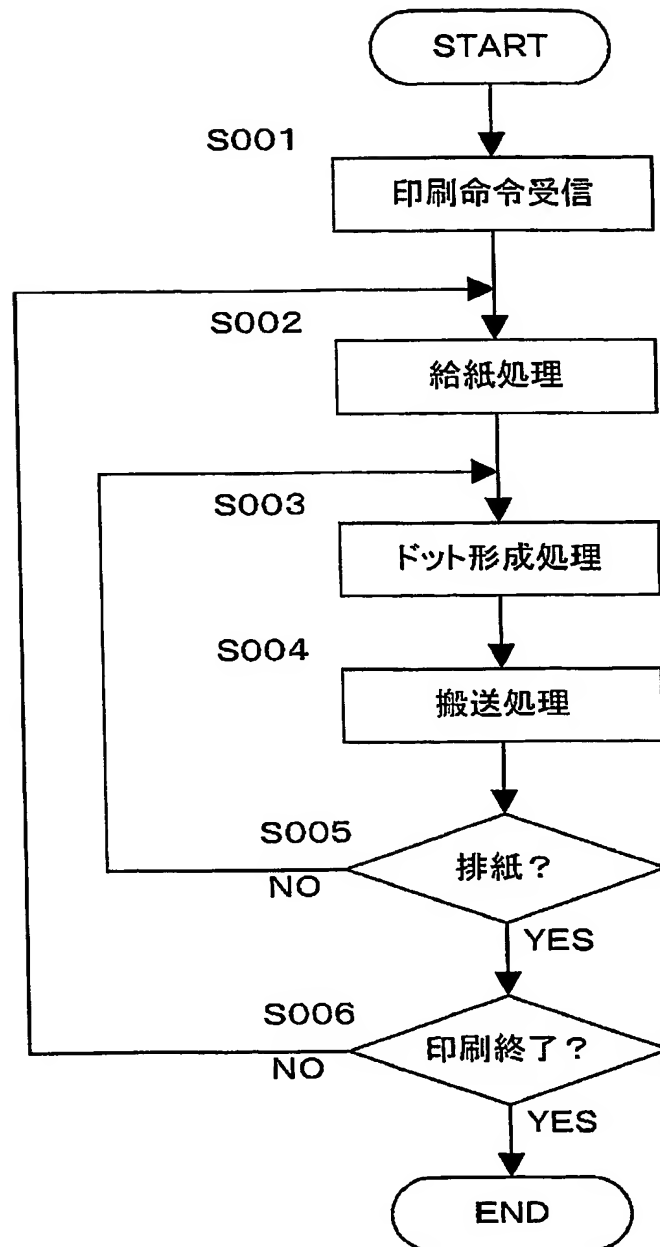 START
S001
印刷命令受信
S002
給紙処理
S003
ドット形成処理
S004
搬送処理
S005
排紙？
NO
YES
S006
印刷終了？
NO
YES
END